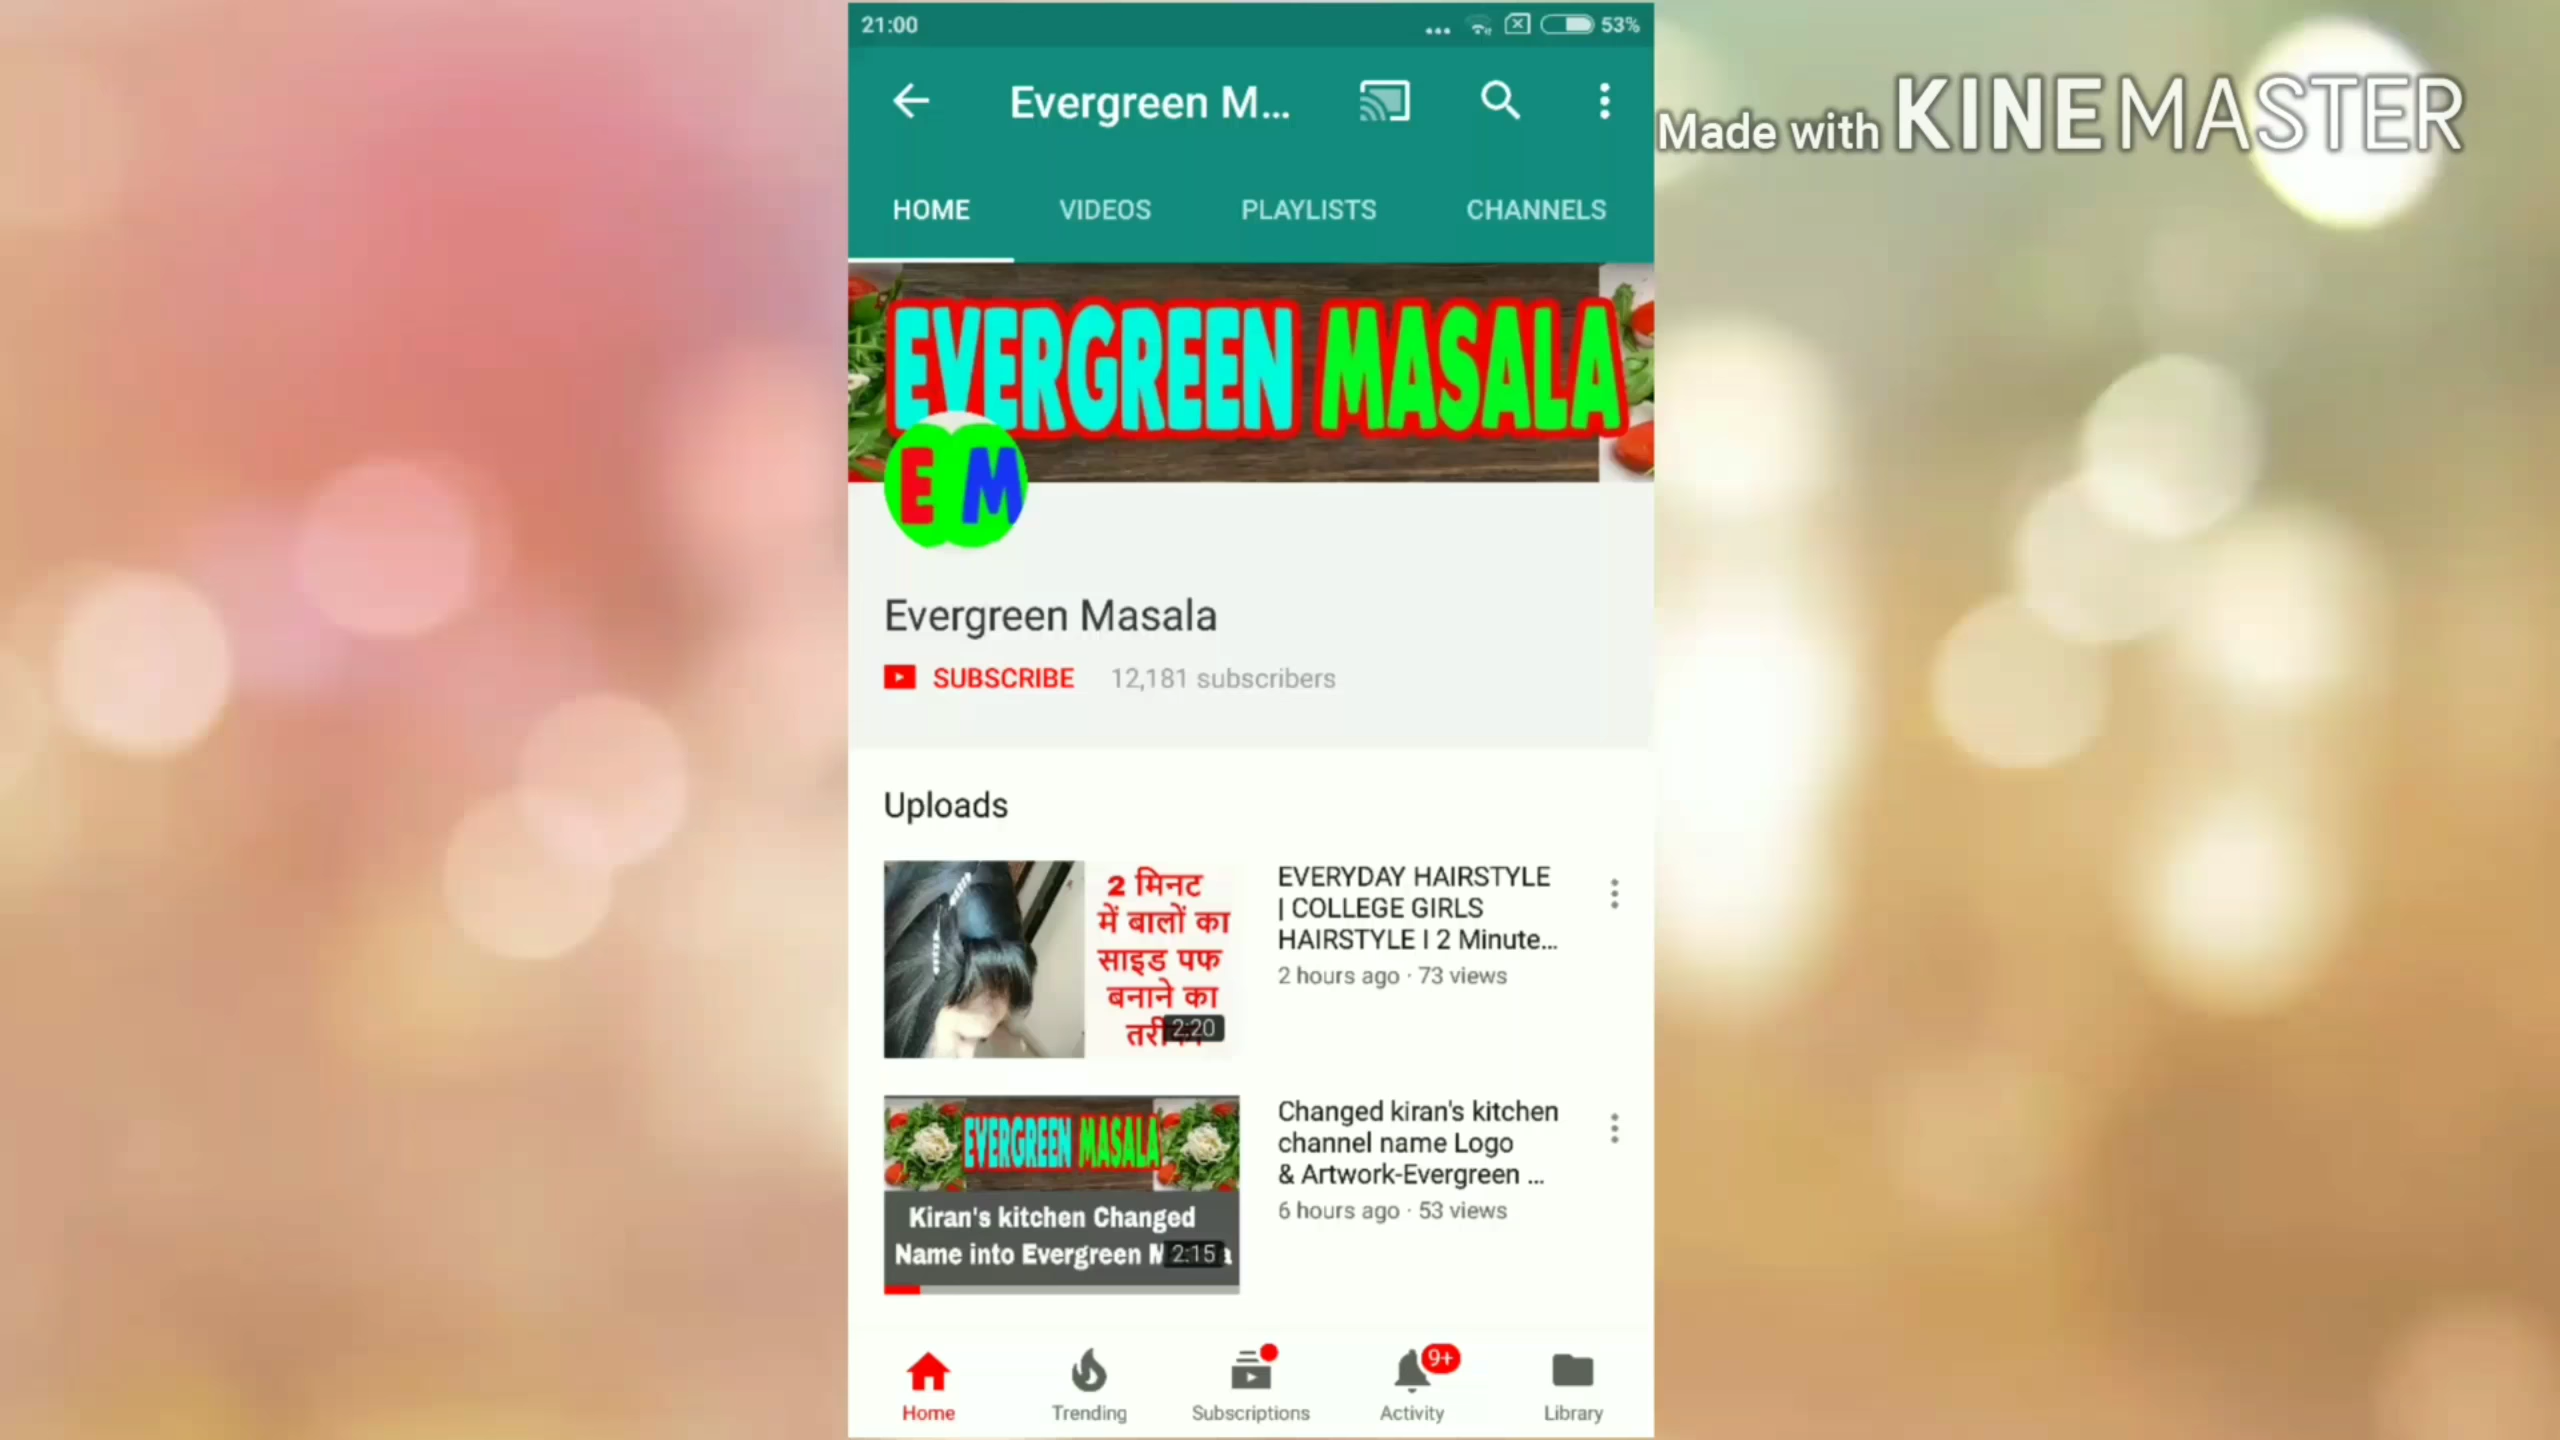 21:00
53%
Evergreen M...
Made with KINEMASTER
HOME VIDEOS PLAYLISTS CHANNELS
EVERGREEN MASALA
E M
Evergreen Masala
SUBSCRIBE 12,181 subscribers
Uploads
2 मिनट
में बालों का
साइड पफ
बनाने का
2:20
EVERYDAY HAIRSTYLE
| COLLEGE GIRLS
HAIRSTYLE I 2 Minute...
2 hours ago · 73 views
EVERGREEN MASALA
Kiran's kitchen Changed
Name into Evergreen
2:15
Changed kiran's kitchen
channel name Logo
& Artwork-Evergreen ...
6 hours ago · 53 views
9+
Home Trending Subscriptions Activity Library